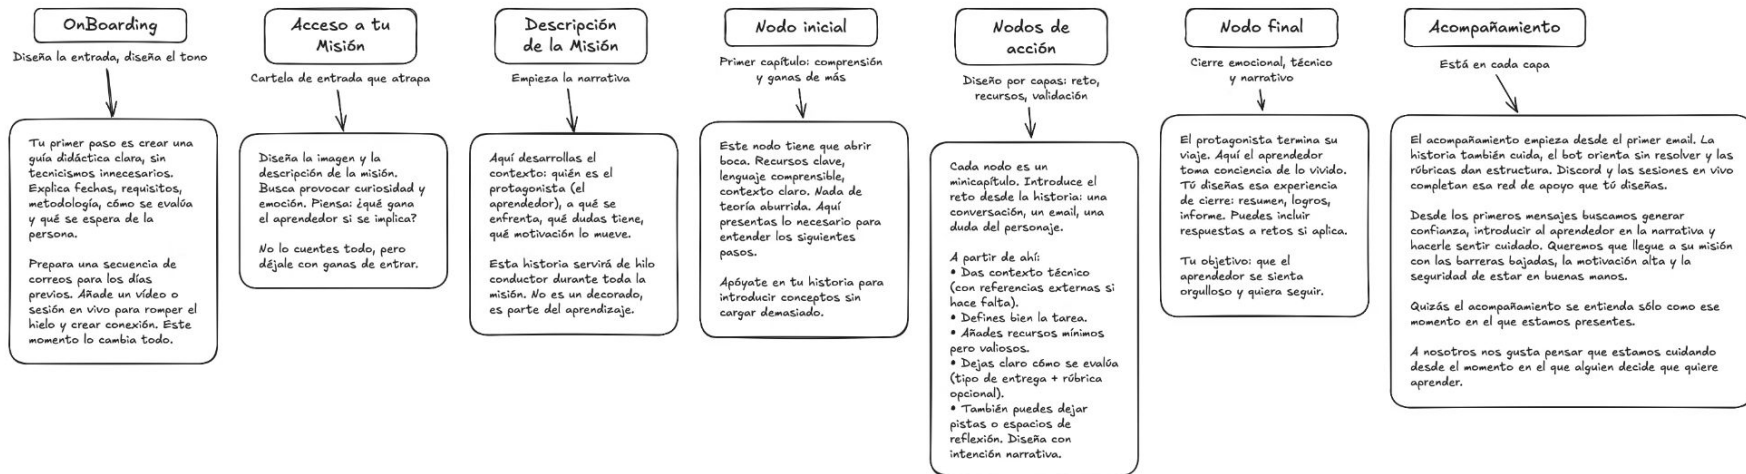 OnBoarding
Diseña la entrada, diseña el tono
Tu primer paso es crear una
guía didáctica clara, sin
tecnicismos innecesarios.
Explica fechas, requisitos,
metodología, cómo se evalúa
y qué se espera de la
persona.
Prepara una secuencia de
correos para los días
previos. Añade un vídeo o
sesión en vivo para romper el
hielo y crear conexión. Este
momento lo cambia todo.
Acceso a tu
Misión
Cartela de entrada que atrapa
Diseña la imagen y la
descripción de la misión.
Busca provocar curiosidad y
emoción. Piensa: ¿qué gana
el aprendedor si se implica?
No lo cuentes todo, pero
déjale con ganas de entrar.
Descripción
de la Misión
Empieza la narrativa
Aquí desarrollas el
contexto: quién es el
protagonista (el
aprendedor), a qué se
enfrenta, qué dudas tiene,
qué motivación lo mueve.
Esta historia servirá de hilo
conductor durante toda la
misión. No es un decorado,
es parte del aprendizaje.
Nodo inicial
Primer capítulo: comprensión
y ganas de más
Este nodo tiene que abrir
boca. Recursos clave,
lenguaje comprensible,
contexto claro. Nada de
teoría aburrida. Aquí
presentas lo necesario para
entender los siguientes
pasos.
Apóyate en tu historia para
introducir conceptos sin
cargar demasiado.
Nodos de
acción
Diseño por capas: reto,
recursos, validación
Cada nodo es un
minicapítulo. Introduce el
reto desde la historia: una
conversación, un email, una
duda del personaje.
A partir de ahí:
• Das contexto técnico
(con referencias externas si
hace falta).
• Defines bien la tarea.
• Añades recursos mínimos
pero valiosos.
• Dejas claro cómo se evalúa
(tipo de entrega + rúbrica
opcional).
• También puedes dejar
pistas o espacios de
reflexión. Diseña con
intención narrativa.
Nodo final
Cierre emocional, técnico
y narrativo
El protagonista termina su
viaje. Aquí el aprendedor
toma conciencia de lo vivido.
Tú diseñas esa experiencia
de cierre: resumen, logros,
informe. Puedes incluir
respuestas a retos si aplica.
Tu objetivo: que el
aprendedor se sienta
orgulloso y quiera seguir.
Acompañamiento
Está en cada capa
El acompañamiento empieza desde el primer email. La
historia también cuida, el bot orienta sin resolver y las
rúbricas dan estructura. Discord y las sesiones en vivo
completan esa red de apoyo que tú diseñas.
Desde los primeros mensajes buscamos generar
confianza, introducir al aprendedor en la narrativa y
hacerle sentir cuidado. Queremos que llegue a su misión
con las barreras bajadas, la motivación alta y la
seguridad de estar en buenas manos.
Quizás el acompañamiento se entienda sólo como ese
momento en el que estamos presentes.
A nosotros nos gusta pensar que estamos cuidando
desde el momento en el que alguien decide que quiere
aprender.